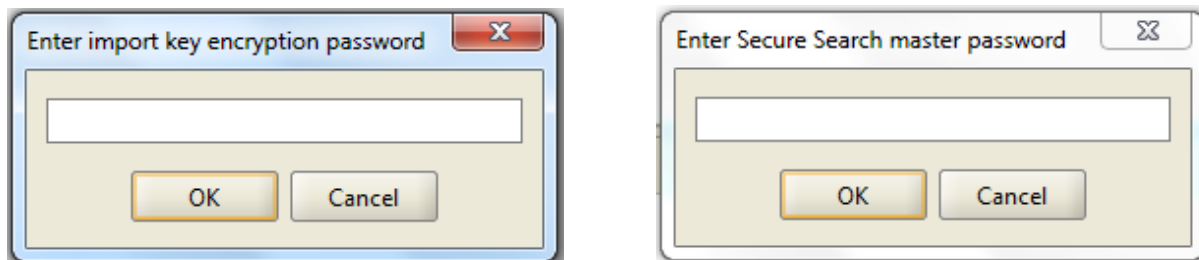 Enter import key encryption password
OK Cancel
Enter Secure Search master password
OK Cancel